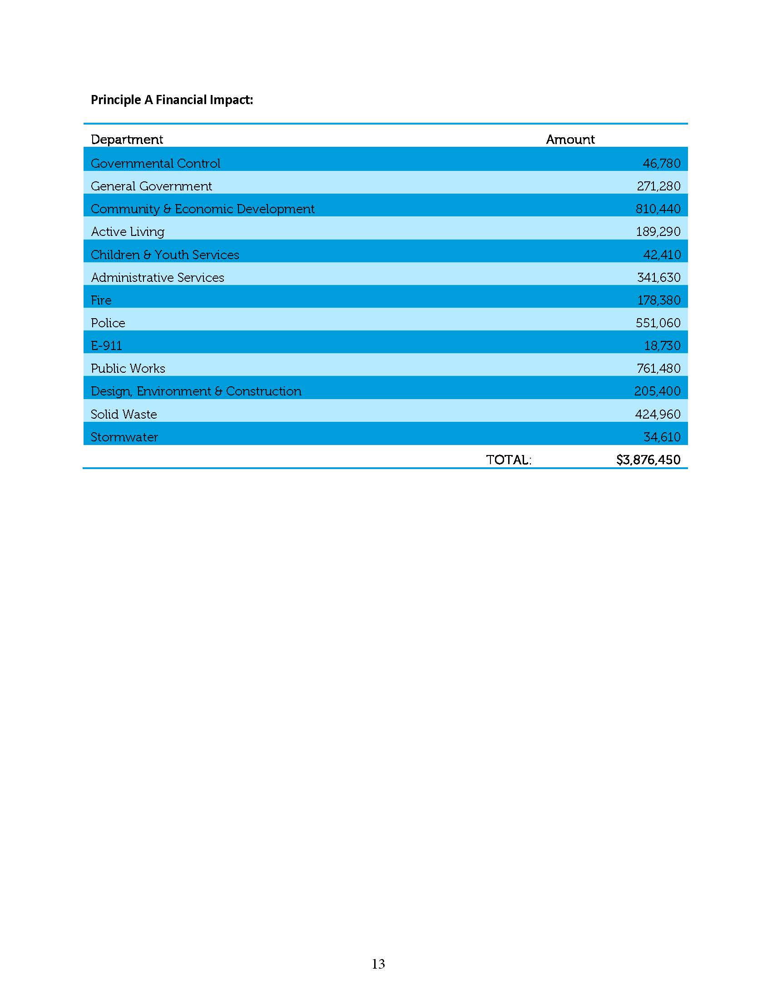 Principle A Financial Impact:
Department Amount
Governmental Control 46,780
General Government 271,280
Community & Economic Development 810,440
Active Living 189,290
Children & Youth Services 42,410
Administrative Services 341,630
Fire 178,380
Police 551,060
E-911 18,730
Public Works 761,480
Design, Environment & Construction 205,400
Solid Waste 424,960
Stormwater 34,610
TOTAL: $3,876,450
13